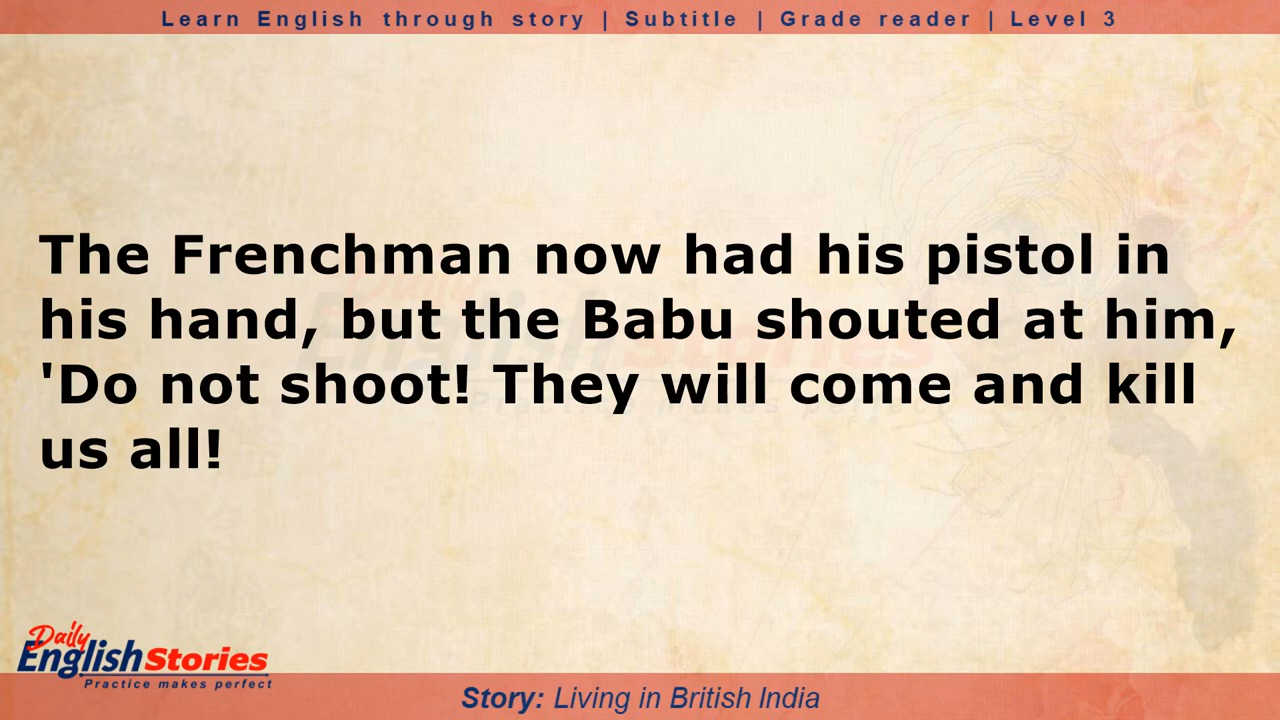 Learn English through story | Subtitle | Grade reader | Level 3
The Frenchman now had his pistol in
his hand, but the Babu shouted at him,
'Do not shoot! They will come and kill
us all!
Daily
EnglishStories
Practice makes perfect
Story: Living in British India